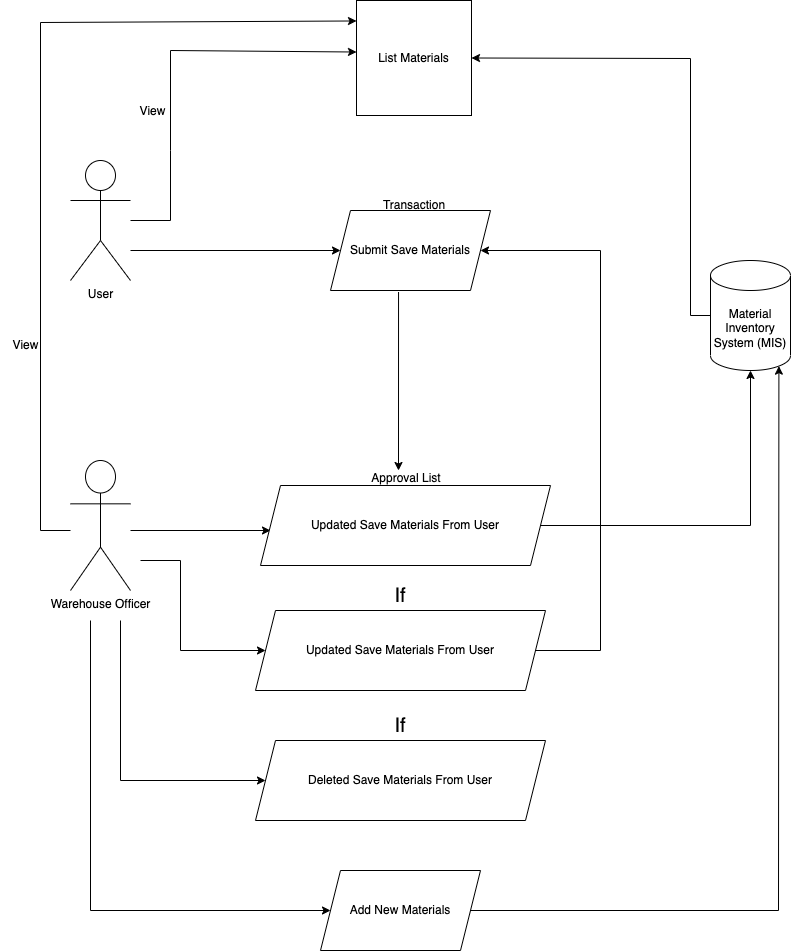 List Materials
View
Transaction
Submit Save Materials
User
Material
Inventory
System (MIS)
View
Approval List
Updated Save Materials From User
If
Warehouse Officer
Updated Save Materials From User
If
Deleted Save Materials From User
Add New Materials